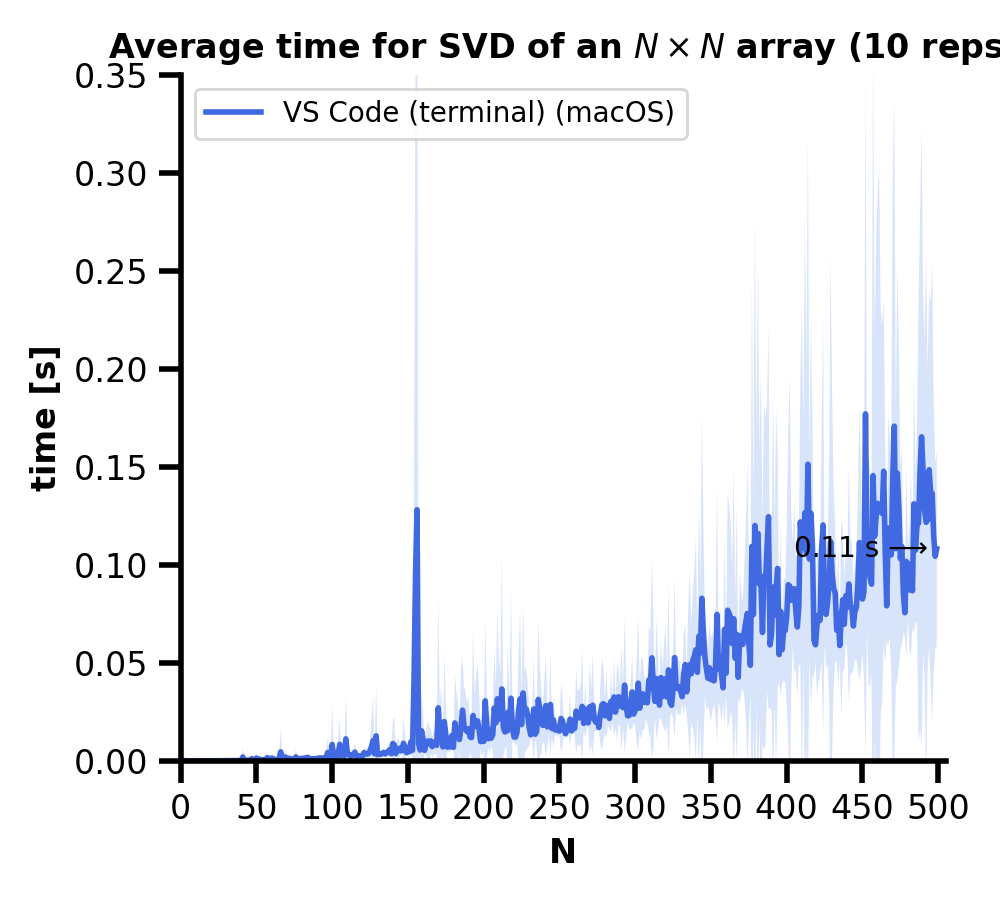 Average time for SVD of an N × N array (10 reps
VS Code (terminal) (macOS)
0.35
0.30
0.25
0.20
0.15
0.10
0.05
0.00
time [s]
0.11 s ⟶
0 50 100 150 200 250 300 350 400 450 500
N